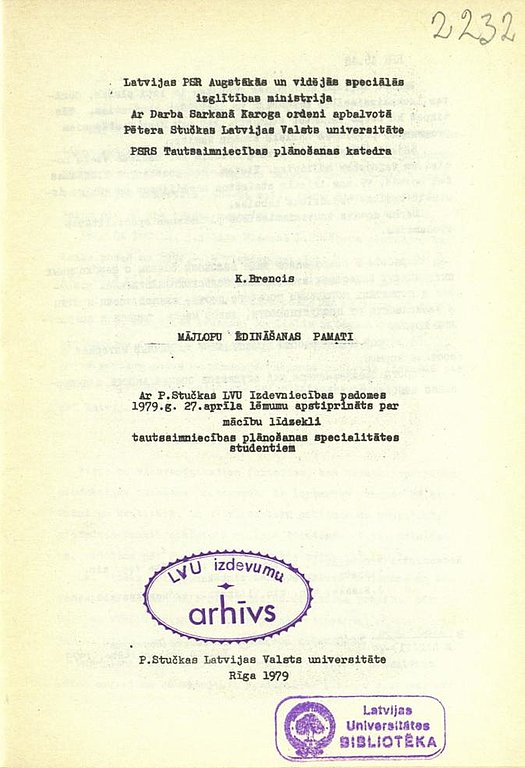 2232
Latvijas PSR Augstākās un vidējās speciālās
izglītības ministrija
Ar Darba Sarkanā Karoga ordeni apbalvotā
Pētera Stučkas Latvijas Valsts universitāte
PSRS Tautsaimniecības plānošanas katedra
K.Brencis
MĀJLOPU ĒDINĀŠANAS PAMATI
Ar P.Stučkas LVU Izdevniecības padomes
1979.g. 27.aprīļa lēmumu apstiprināts par
mācību līdzekli
tautsaimniecības plānošanas specialitātes
studentiem
LVU izdevumu
arhīvs
P.Stučkas Latvijas Valsts universitāte
Rīga 1979
Latvijas
Universitātes
BIBLIOTĒKA